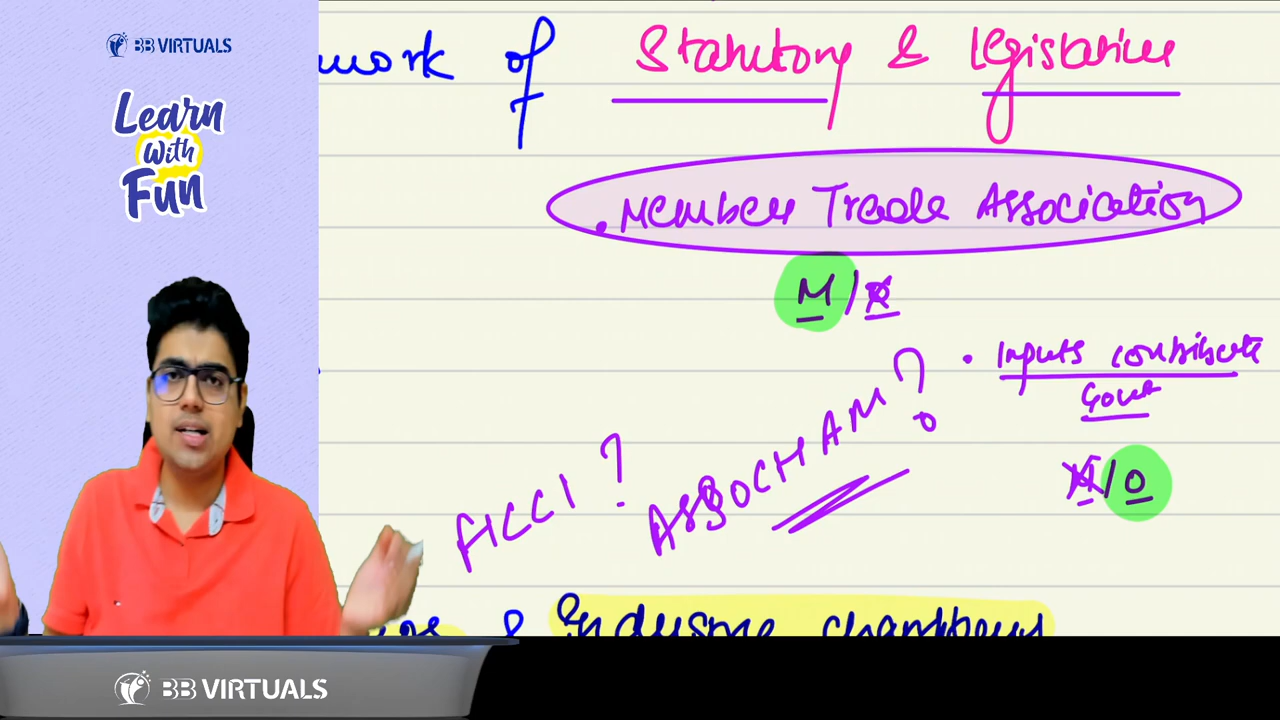 BB VIRTUALS
Learn
With
Fun
work of Statutory & Legislative
. Member Trade Association
M/O
. Inputs contribute
Govt
M/O
FICCI ?
ASSOCHAM ?
& Industry chambers
BB VIRTUALS